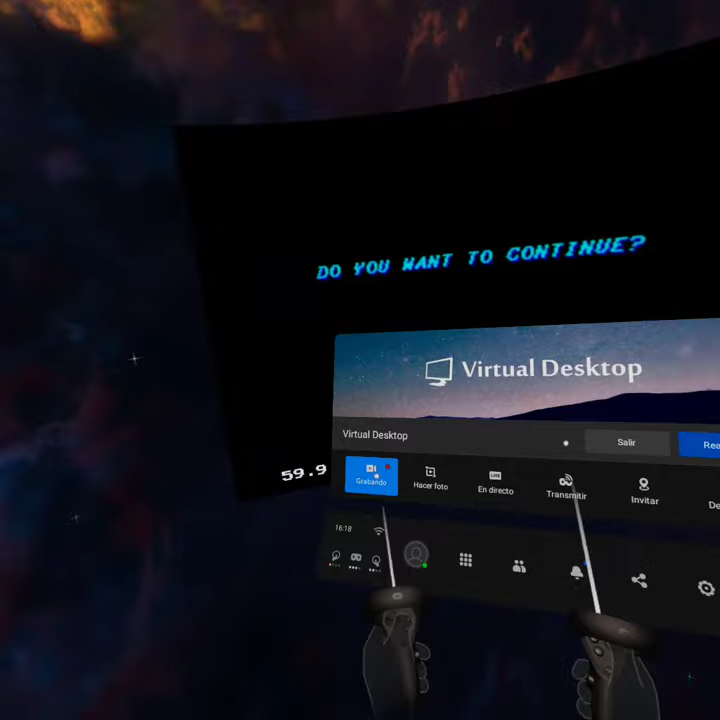 DO YOU WANT TO CONTINUE?
Virtual Desktop
Virtual Desktop
Salir
59.9
Grabando
Hacer foto
LIVE
En directo
Transmitir
Invitar
16:18